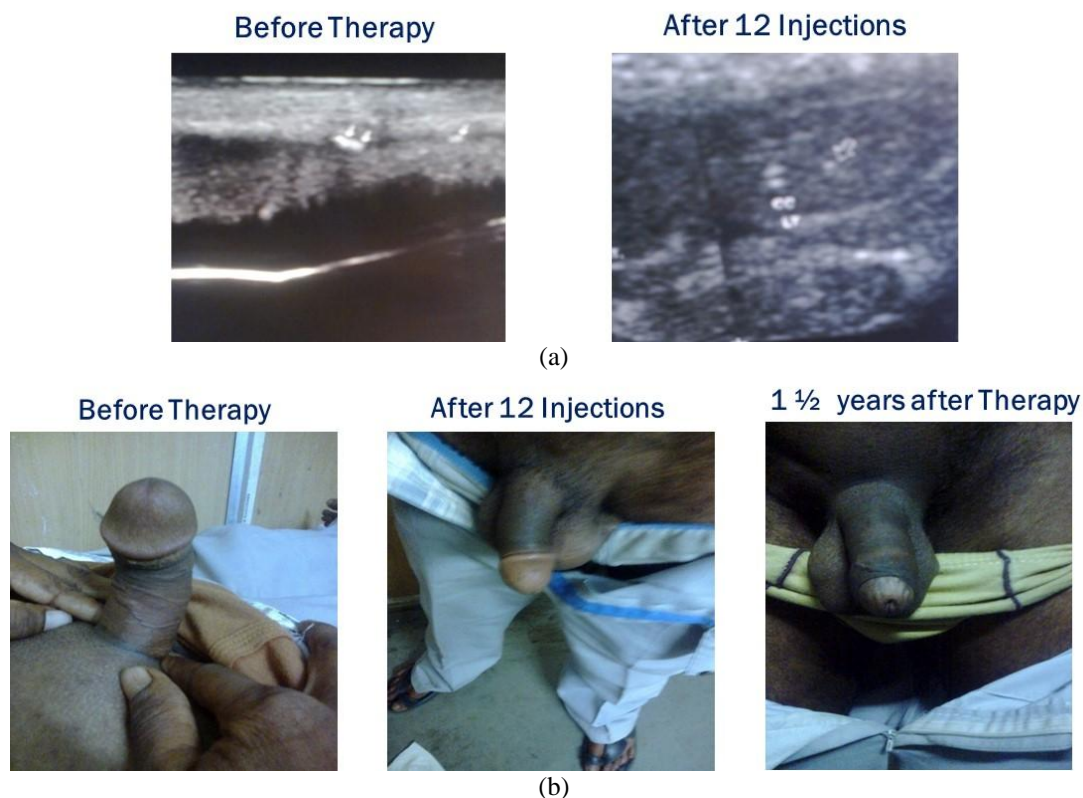 Before Therapy
After 12 Injections
(a)
Before Therapy
After 12 Injections
1 ½ years after Therapy
(b)